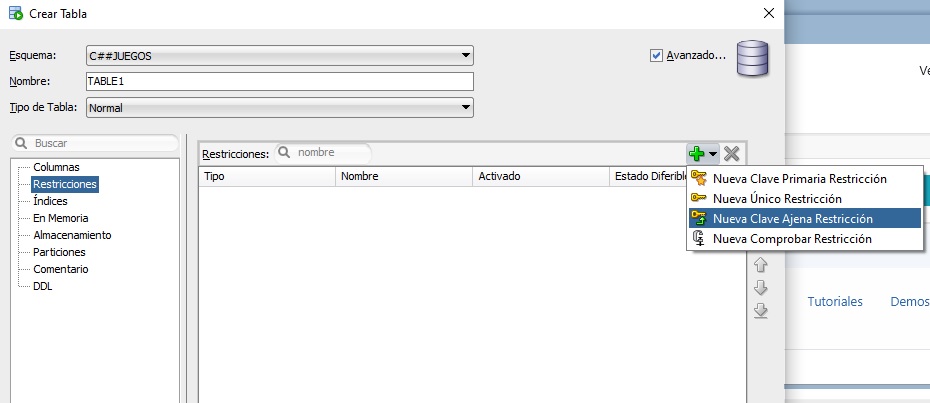 Crear Tabla
Esquema: C##JUEGOS
Avanzado...
Nombre: TABLE1
Tipo de Tabla: Normal
Buscar
Columnas
Restricciones
Índices
En Memoria
Almacenamiento
Particiones
Comentario
DDL
Restricciones: nombre
Tipo Nombre Activado Estado Diferible
Nueva Clave Primaria Restricción
Nueva Único Restricción
Nueva Clave Ajena Restricción
Nueva Comprobar Restricción
Tutoriales Demos